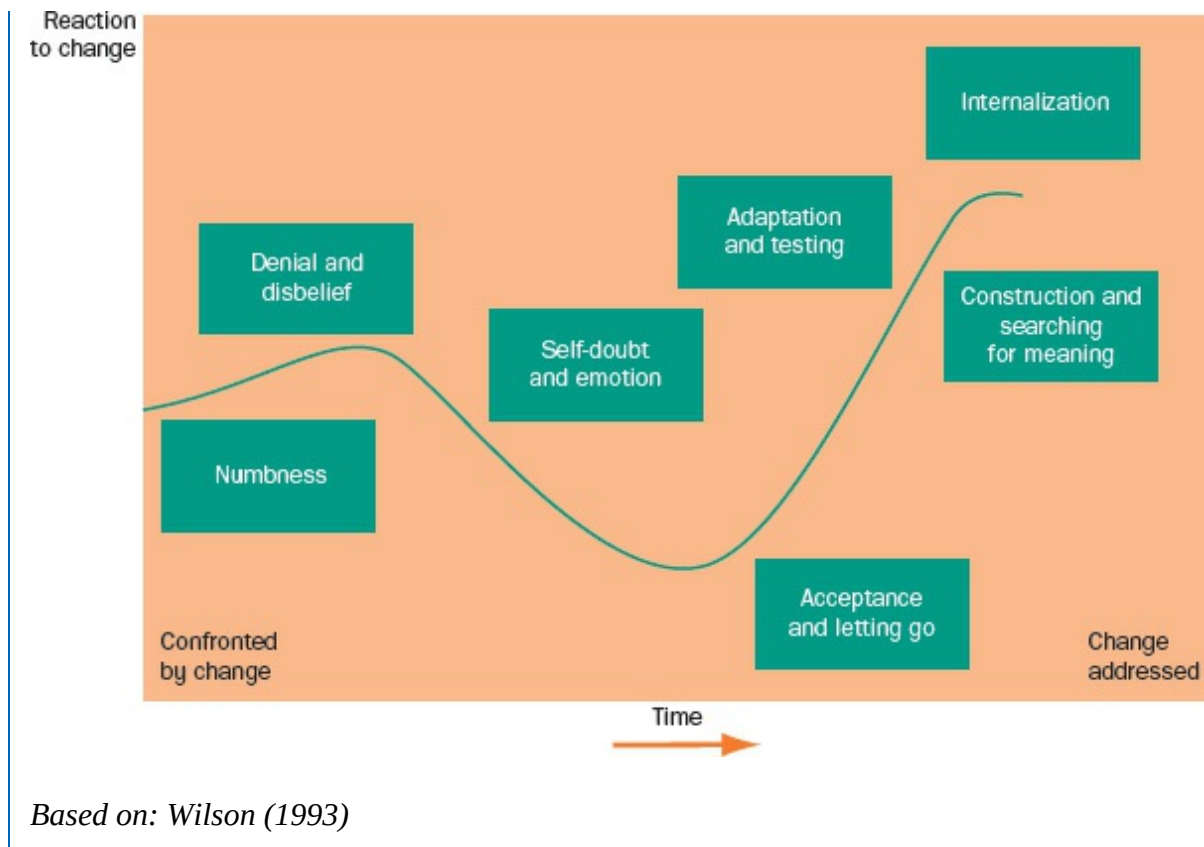 Reaction
to change
Internalization
Adaptation
and testing
Denial and
disbelief
Construction and
searching
for meaning
Self-doubt
and emotion
Numbness
Acceptance
and letting go
Confronted
by change
Change
addressed
Time
Based on: Wilson (1993)